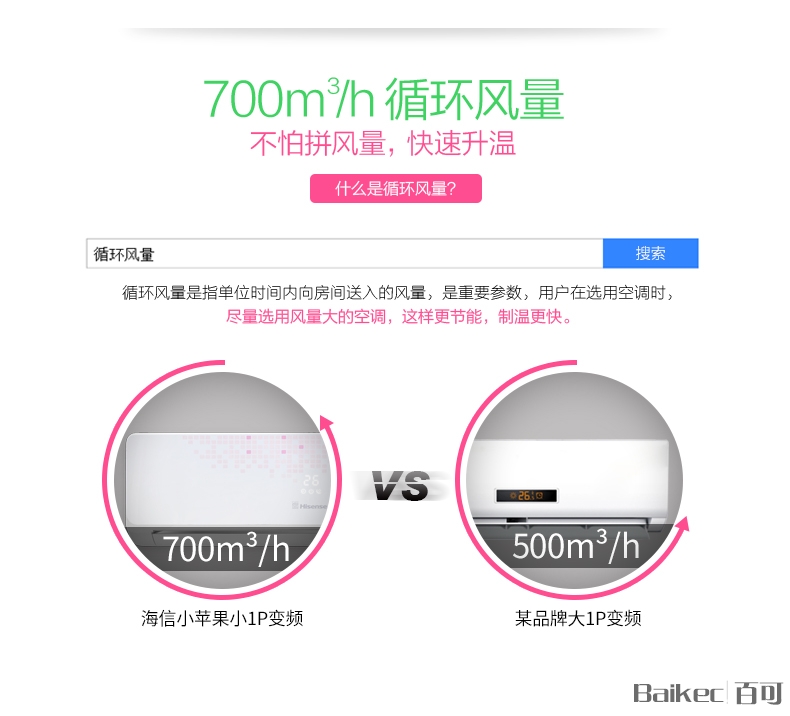 700m³/h 循环风量
不怕拼风量，快速升温
什么是循环风量?
循环风量 搜索
循环风量是指单位时间内向房间送入的风量，是重要参数，用户在选用空调时，
尽量选用风量大的空调，这样更节能，制温更快。
26
Hisense
26.1
VS
700m³/h
500m³/h
海信小苹果小1P变频
某品牌大1P变频
Baikec 百可